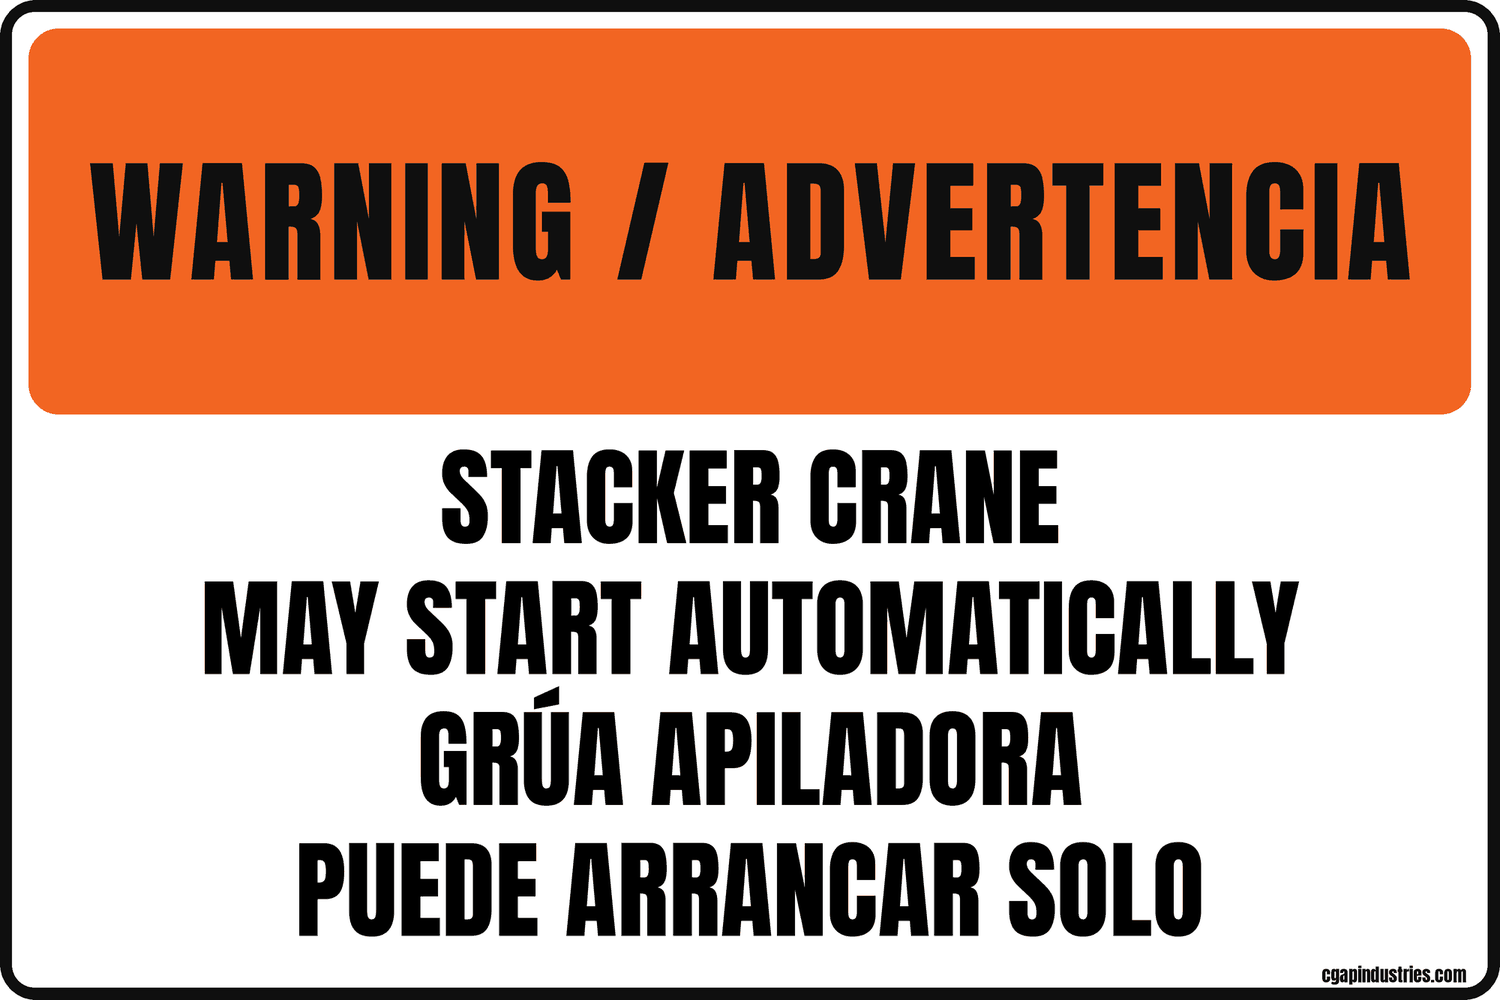 WARNING / ADVERTENCIA
STACKER CRANE
MAY START AUTOMATICALLY
GRÚA APILADORA
PUEDE ARRANCAR SOLO
cgapindustries.com